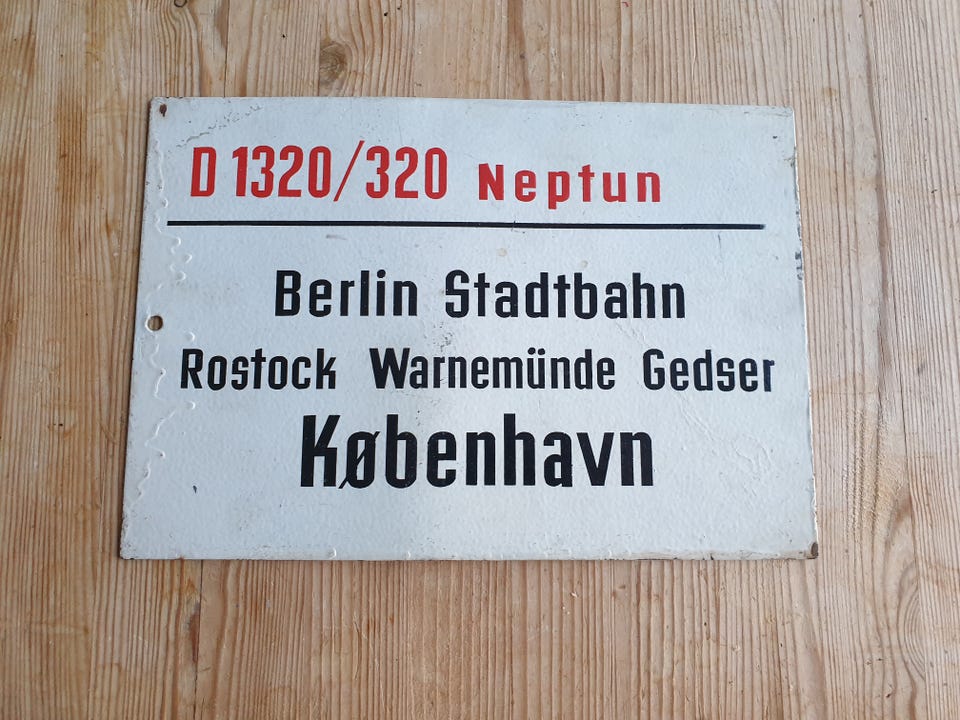 D 1320/320 Neptun
Berlin Stadtbahn
Rostock Warnemünde Gedser
København